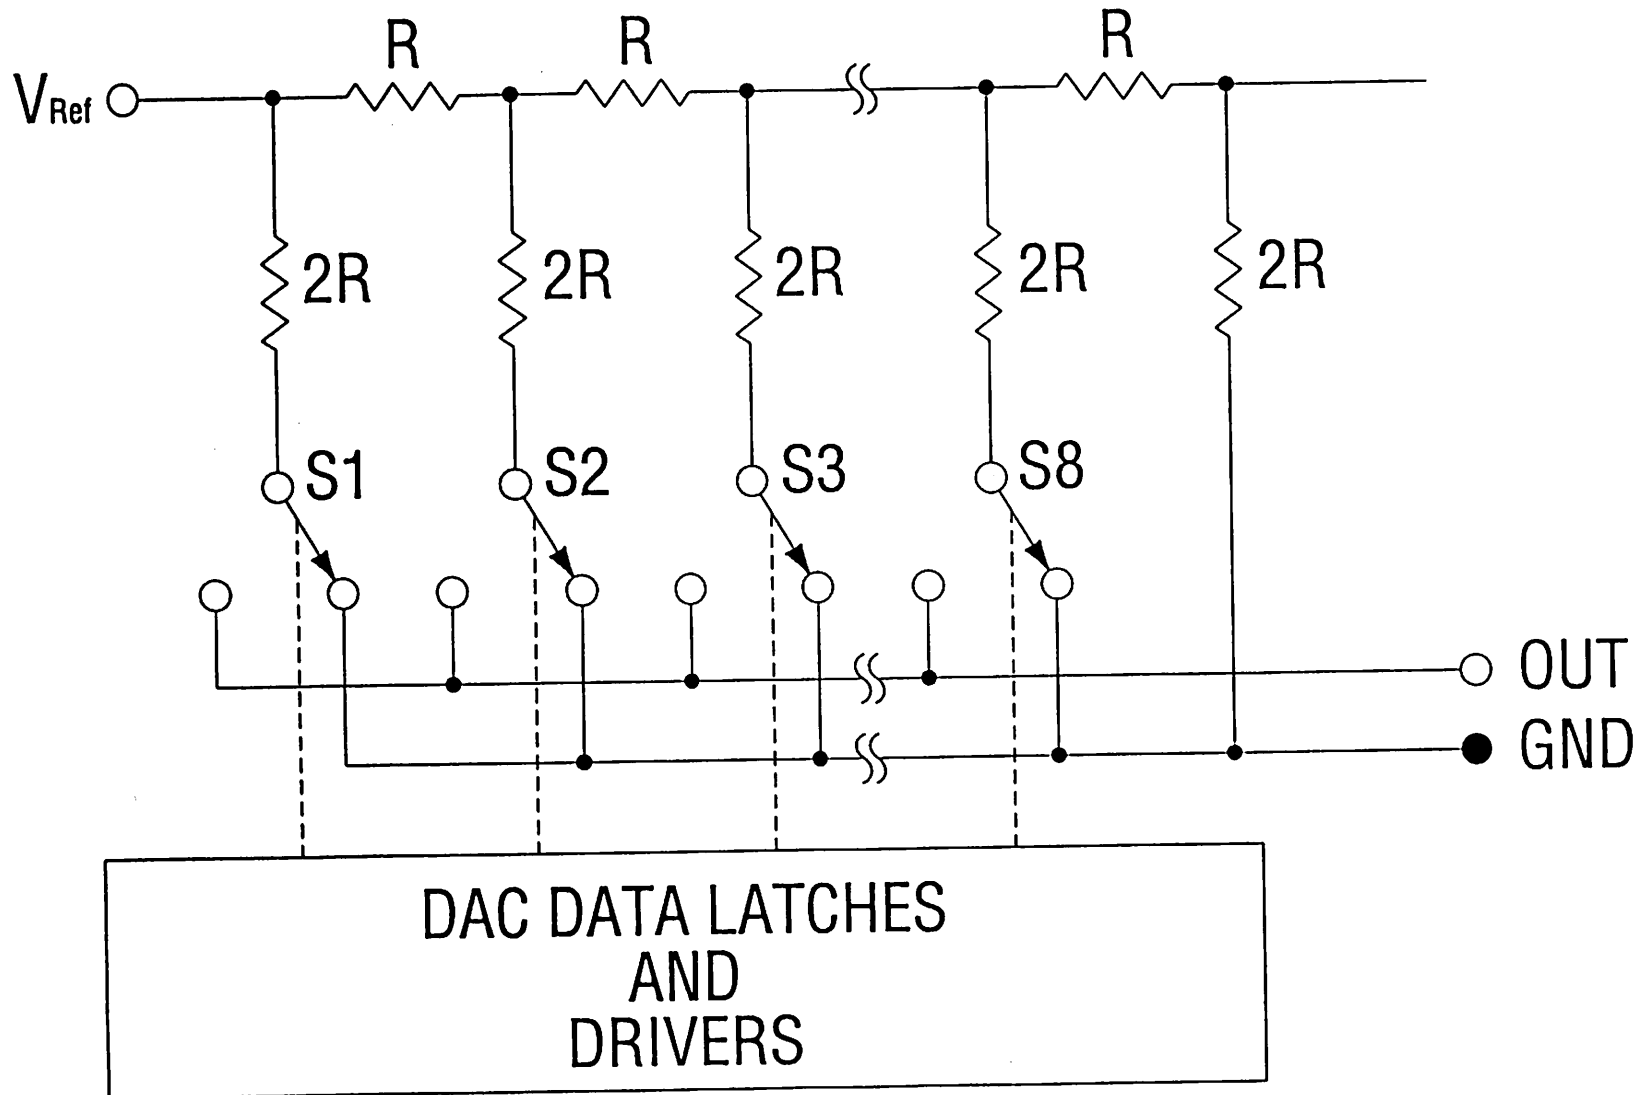 R
R
R
VRef
2R
2R
2R
2R
2R
S1
S2
S3
S8
OUT
GND
DAC DATA LATCHES
AND
DRIVERS